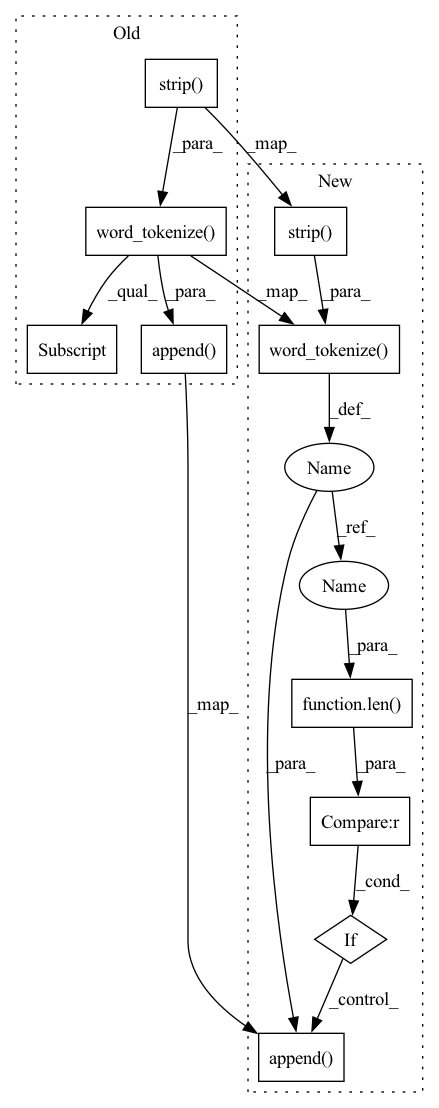 Old
strip()
_para_
_map_
New
word_tokenize()
strip()
_qual_
_para_
_map_
_para_
Subscript
append()
word_tokenize()
_def_
Name
_ref_
Name
_para_
function.len()
_map_
_para_
_para_
Compare:r
_cond_
If
_control_
append()